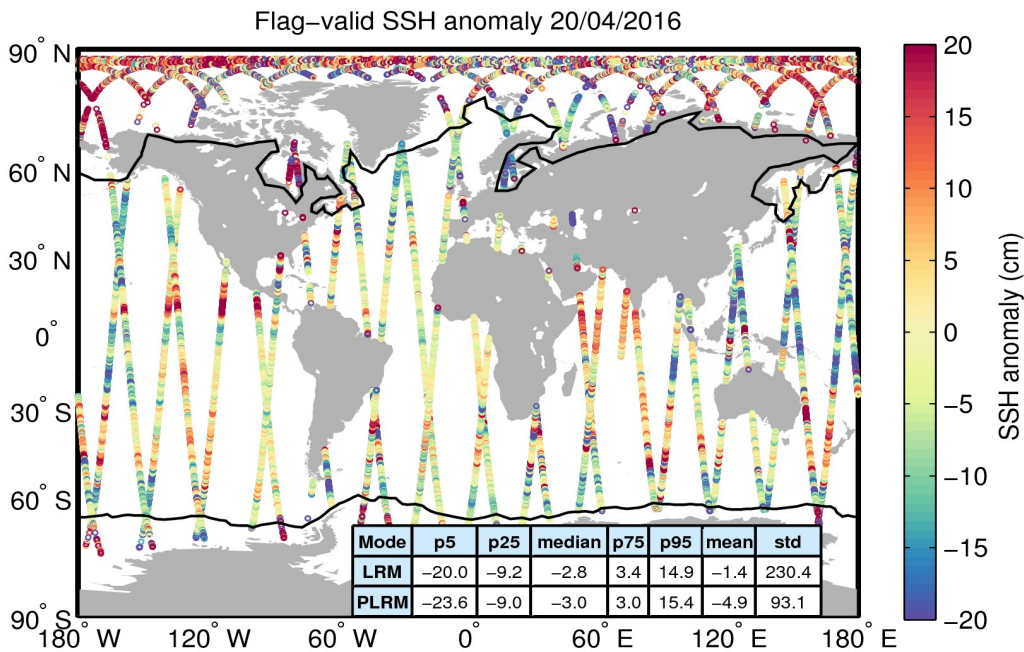 Flag−valid SSH anomaly 20/04/2016
90° N
60° N
30° N
0°
30° S
60° S
90° S
180° W
120° W
60° W
0°
60° E
120° E
180° E
Mode p5 p25 median p75 p95 mean std
LRM −20.0 −9.2 −2.8 3.4 14.9 −1.4 230.4
PLRM −23.6 −9.0 −3.0 3.0 15.4 −4.9 93.1
20
15
10
5
0
−5
−10
−15
−20
SSH anomaly (cm)